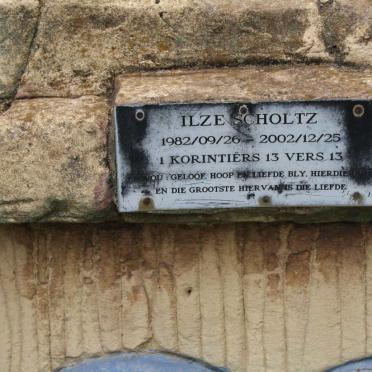 ILZE SCHOLTZ
1982/09/26 - 2002/12/25
1 KORINTIËRS 13 VERS 13
NOU : GELOOF, HOOP EN LIEFDE BLY, HIERDIE
EN DIE GROOTSTE HIERVAN IS DIE LIEFDE